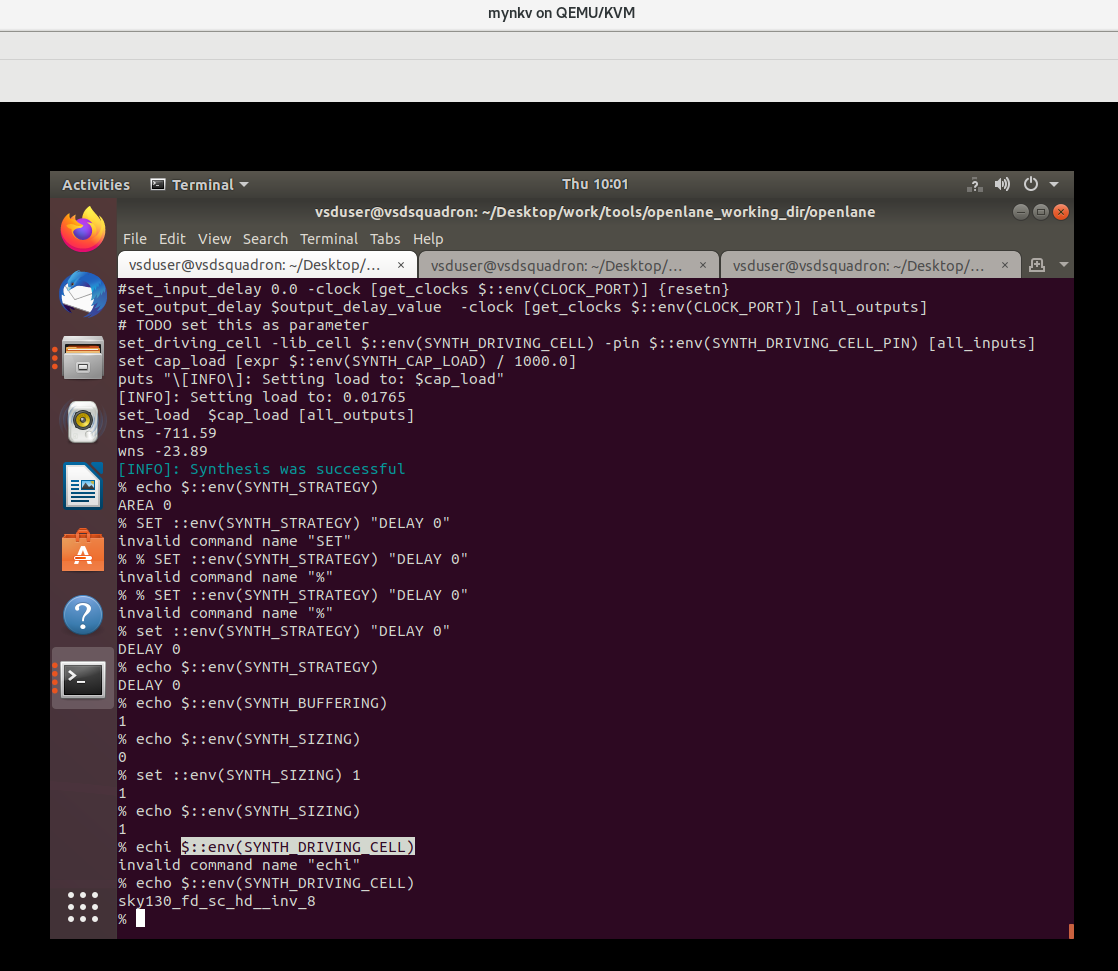 mynkv on QEMU/KVM
Activities Terminal Thu 10:01
vsduser@vsdsquadron: ~/Desktop/work/tools/openlane_working_dir/openlane
File Edit View Search Terminal Tabs Help
vsduser@vsdsquadron: ~/Desktop/... × vsduser@vsdsquadron: ~/Desktop/... × vsduser@vsdsquadron: ~/Desktop/... ×
#set_input_delay 0.0 -clock [get_clocks $::env(CLOCK_PORT)] {resetn}
set_output_delay $output_delay_value  -clock [get_clocks $::env(CLOCK_PORT)] [all_outputs]
# TODO set this as parameter
set_driving_cell -lib_cell $::env(SYNTH_DRIVING_CELL) -pin $::env(SYNTH_DRIVING_CELL_PIN) [all_inputs]
set cap_load [expr $::env(SYNTH_CAP_LOAD) / 1000.0]
puts "\[INFO\]: Setting load to: $cap_load"
[INFO]: Setting load to: 0.01765
set_load  $cap_load [all_outputs]
tns -711.59
wns -23.89
[INFO]: Synthesis was successful
% echo $::env(SYNTH_STRATEGY)
AREA 0
% SET ::env(SYNTH_STRATEGY) "DELAY 0"
invalid command name "SET"
% % SET ::env(SYNTH_STRATEGY) "DELAY 0"
invalid command name "%"
% % SET ::env(SYNTH_STRATEGY) "DELAY 0"
invalid command name "%"
% set ::env(SYNTH_STRATEGY) "DELAY 0"
DELAY 0
% echo $::env(SYNTH_STRATEGY)
DELAY 0
% echo $::env(SYNTH_BUFFERING)
1
% echo $::env(SYNTH_SIZING)
0
% set ::env(SYNTH_SIZING) 1
1
% echo $::env(SYNTH_SIZING)
1
% echi $::env(SYNTH_DRIVING_CELL)
invalid command name "echi"
% echo $::env(SYNTH_DRIVING_CELL)
sky130_fd_sc_hd__inv_8
%